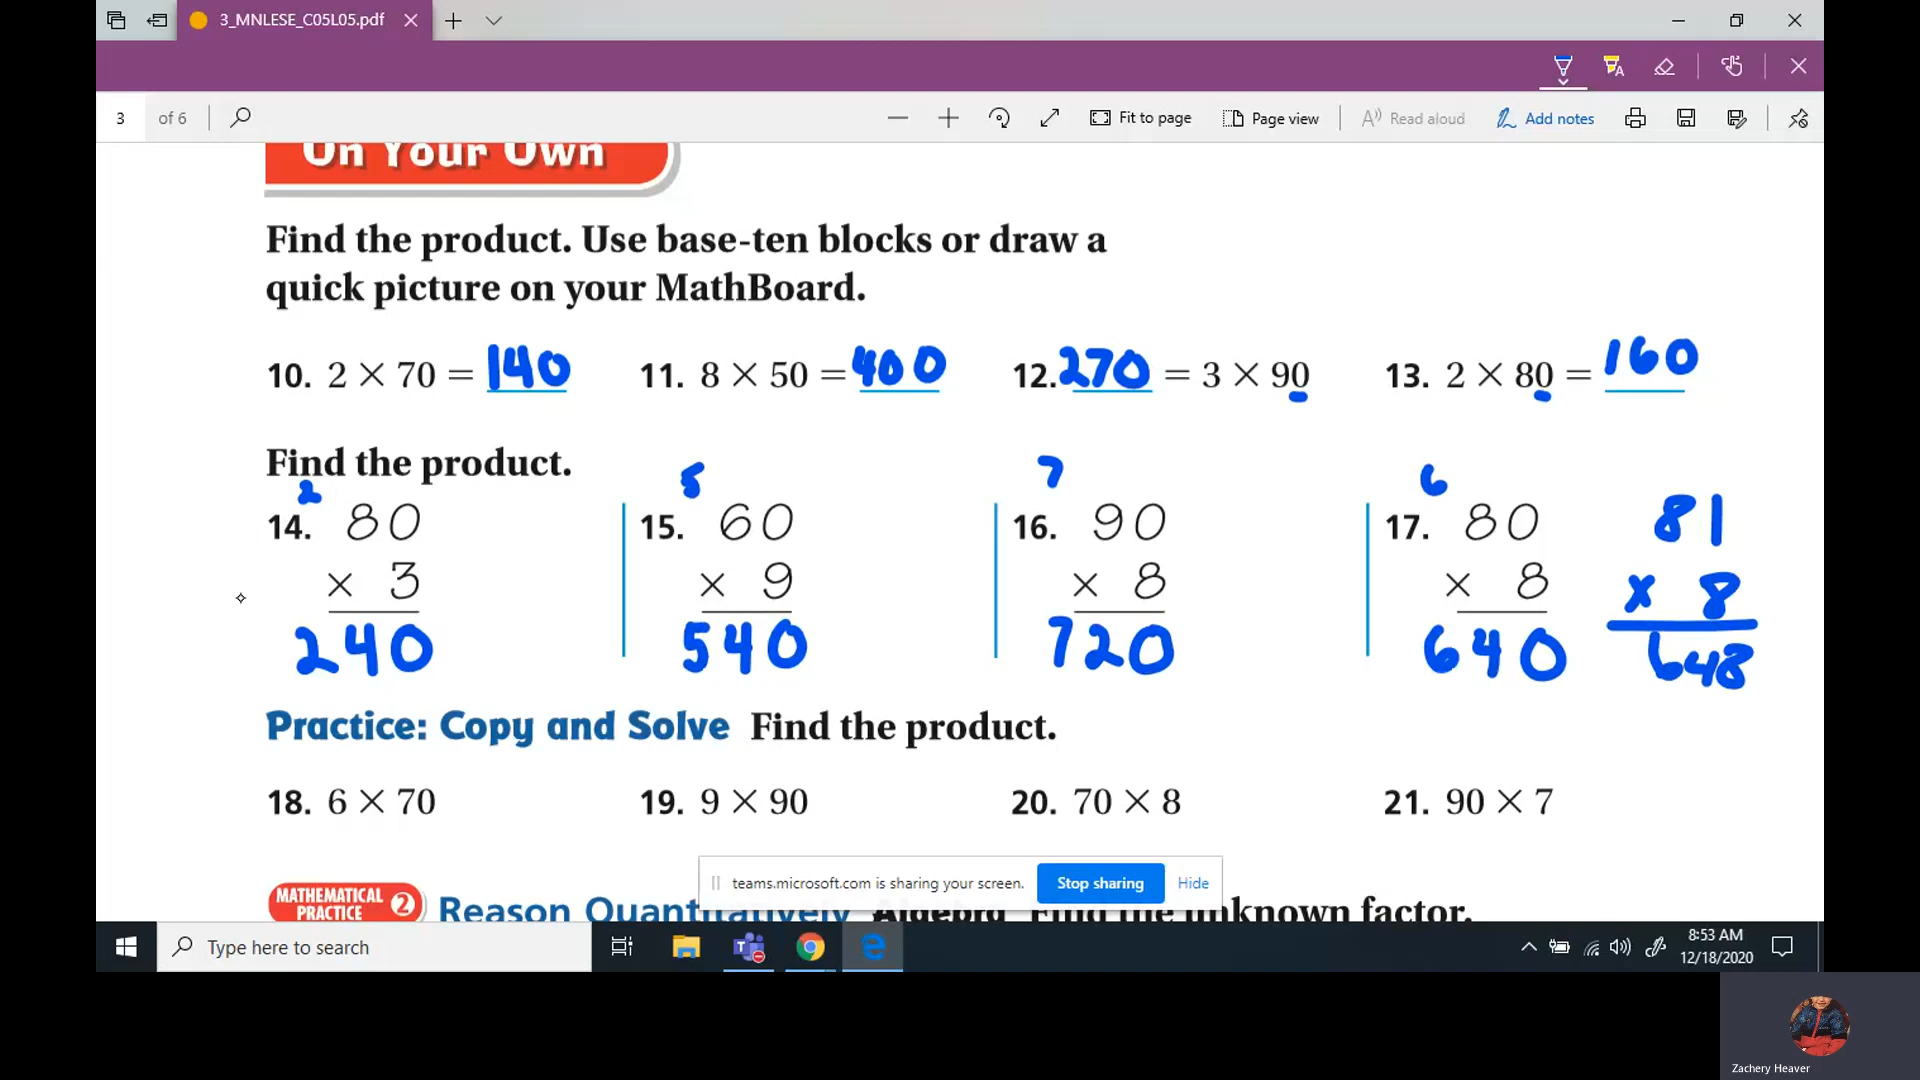 3_MNLESE_C05L05.pdf
3 of 6 Fit to page Page view Read aloud Add notes
On Your Own
Find the product. Use base-ten blocks or draw a
quick picture on your MathBoard.
10. 2 × 70 = 140 11. 8 × 50 = 400 12. 270 = 3 × 90 13. 2 × 80 = 160
Find the product.
2 5 7 6
14. 80 15. 60 16. 90 17. 80 81
× 3 × 9 × 8 × 8 x 8
240 540 720 640 648
Practice: Copy and Solve Find the product.
18. 6 × 70 19. 9 × 90 20. 70 × 8 21. 90 × 7
teams.microsoft.com is sharing your screen. Stop sharing Hide
MATHEMATICAL PRACTICE 2 Reason Quantitatively Algebra Find the unknown factor.
Type here to search
8:53 AM
12/18/2020
Zachery Heaver